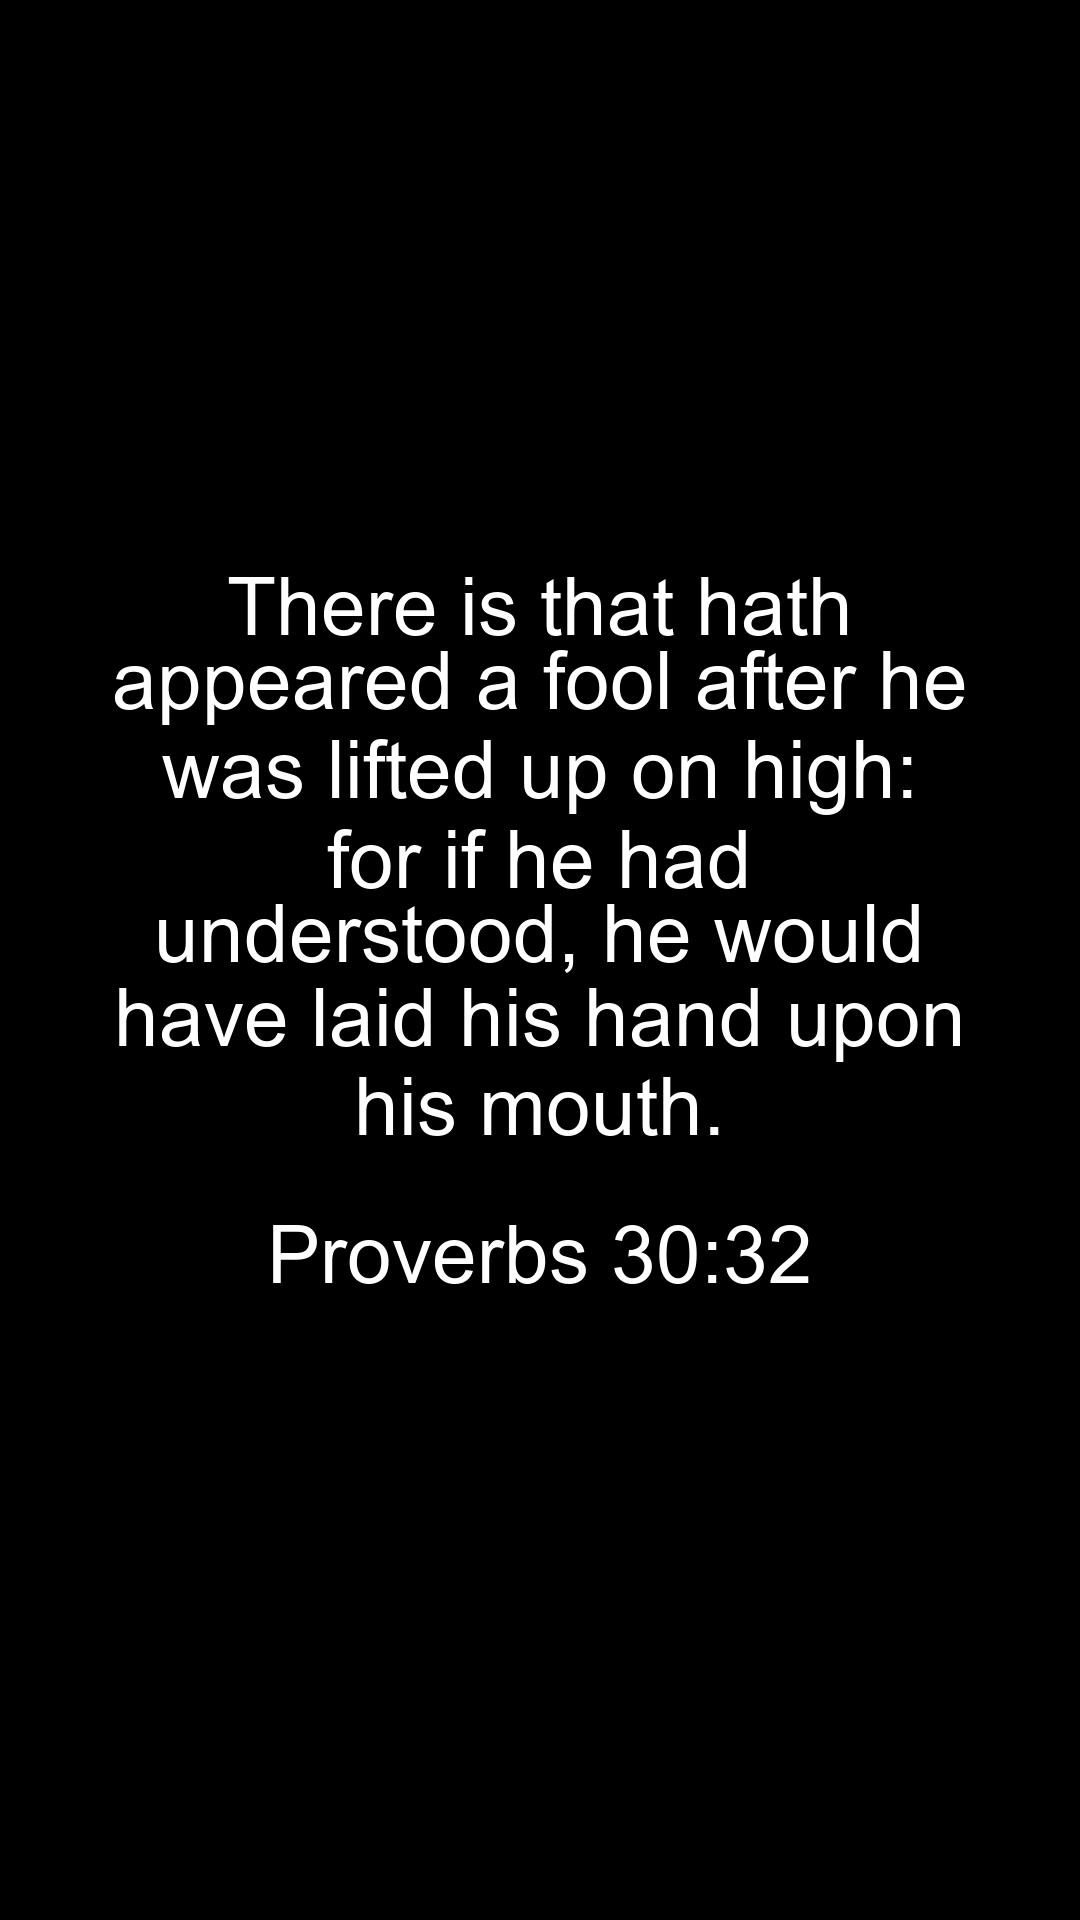 There is that hath
appeared a fool after he
was lifted up on high:
for if he had
understood, he would
have laid his hand upon
his mouth.
Proverbs 30:32